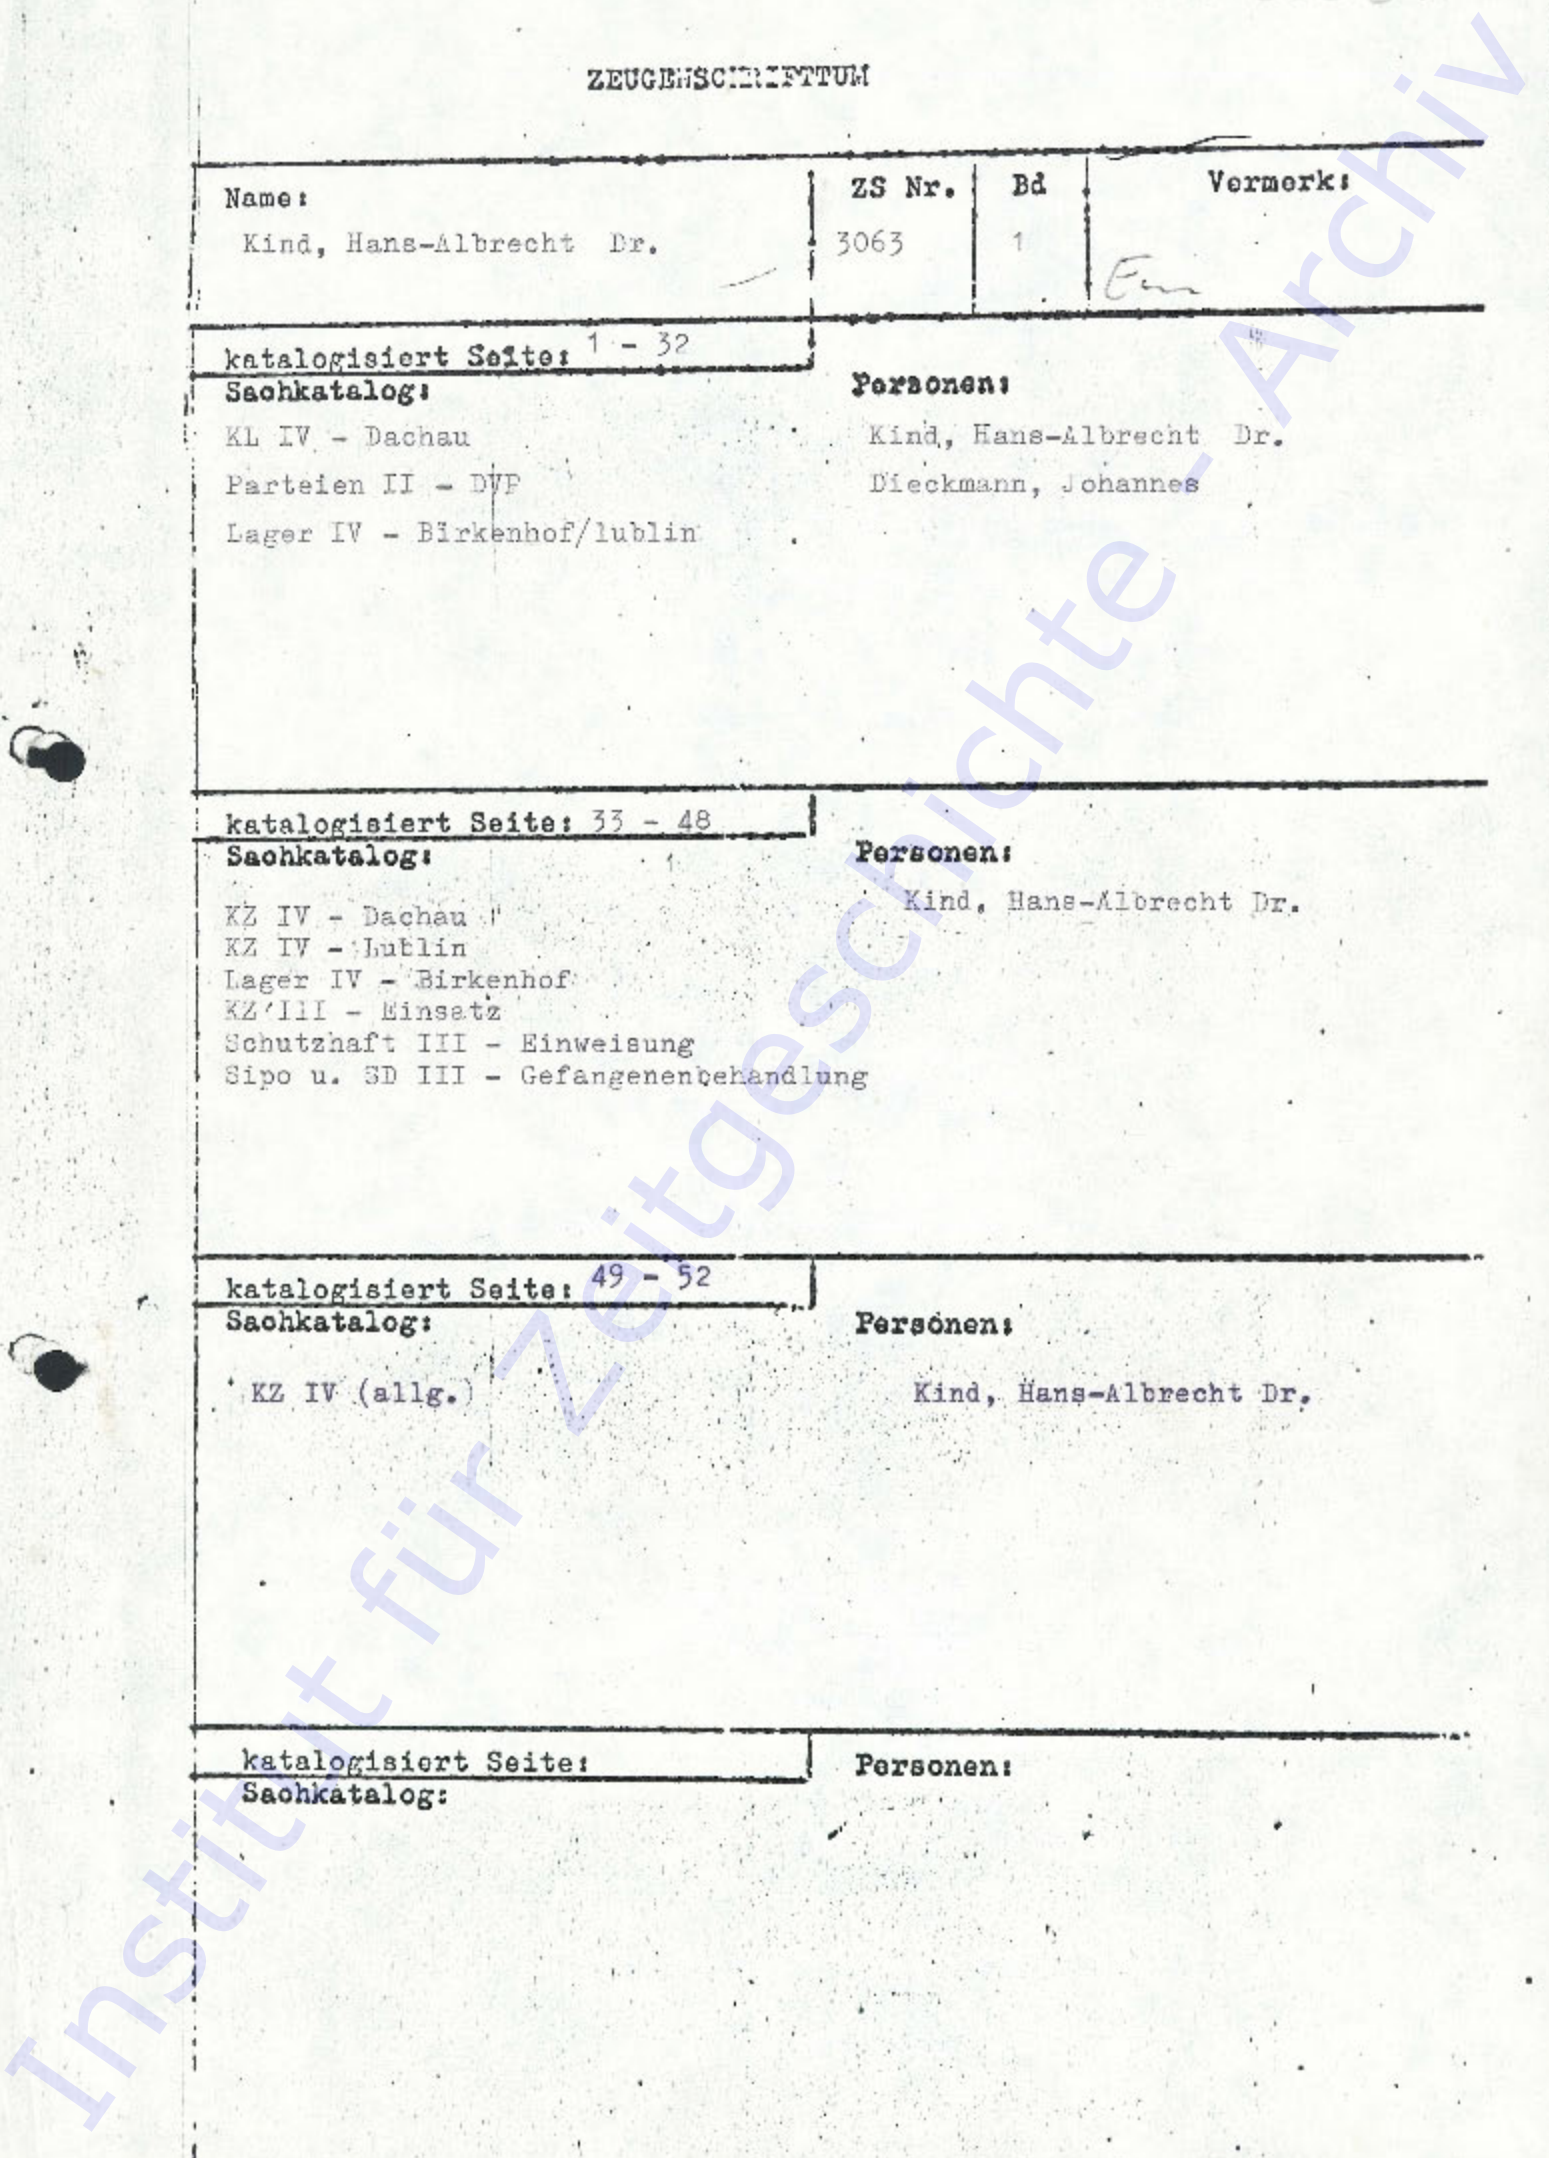 ZEUGENSCHRIFTTUM
Name: ZS Nr. Bd Vermerk:
Kind, Hans-Albrecht Dr. 3063 1
katalogisiert Seite: 1 - 32
Sachkatalog: Personen:
KL IV - Dachau Kind, Hans-Albrecht Dr.
Parteien II - DVP Dieckmann, Johannes
Lager IV - Birkenhof/lublin
katalogisiert Seite: 33 - 48
Sachkatalog: Personen:
Kind, Hans-Albrecht Dr.
KZ IV - Dachau
KZ IV - Lublin
Lager IV - Birkenhof
KZ III - Einsatz
Schutzhaft III - Einweisung
Sipo u. SD III - Gefangenenbehandlung
katalogisiert Seite: 49 - 52
Sachkatalog: Personen:
KZ IV (allg.) Kind, Hans-Albrecht Dr.
katalogisiert Seite: Personen:
Sachkatalog:
Institut für Zeitgeschichte - Archiv